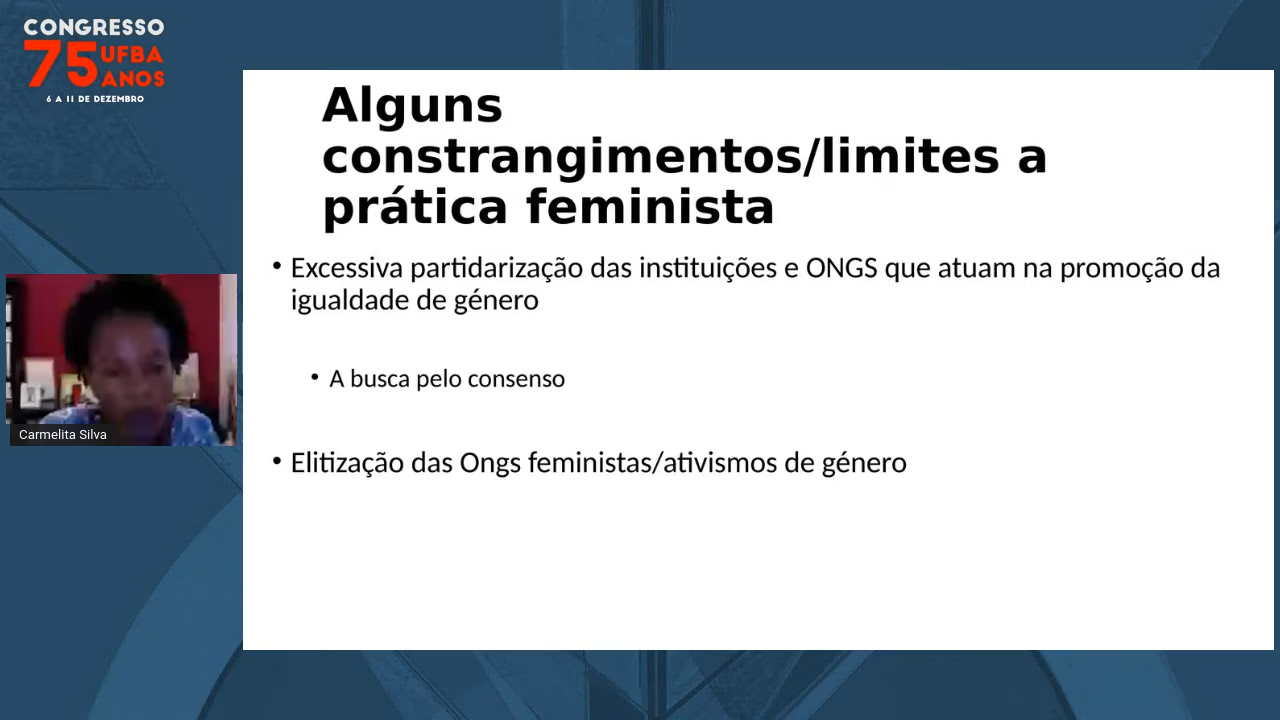 CONGRESSO
75 UFBA
ANOS
6 A 11 DE DEZEMBRO
Alguns
constrangimentos/limites a
prática feminista
• Excessiva partidarização das instituições e ONGS que atuam na promoção da
igualdade de género
• A busca pelo consenso
Carmelita Silva
• Elitização das Ongs feministas/ativismos de género